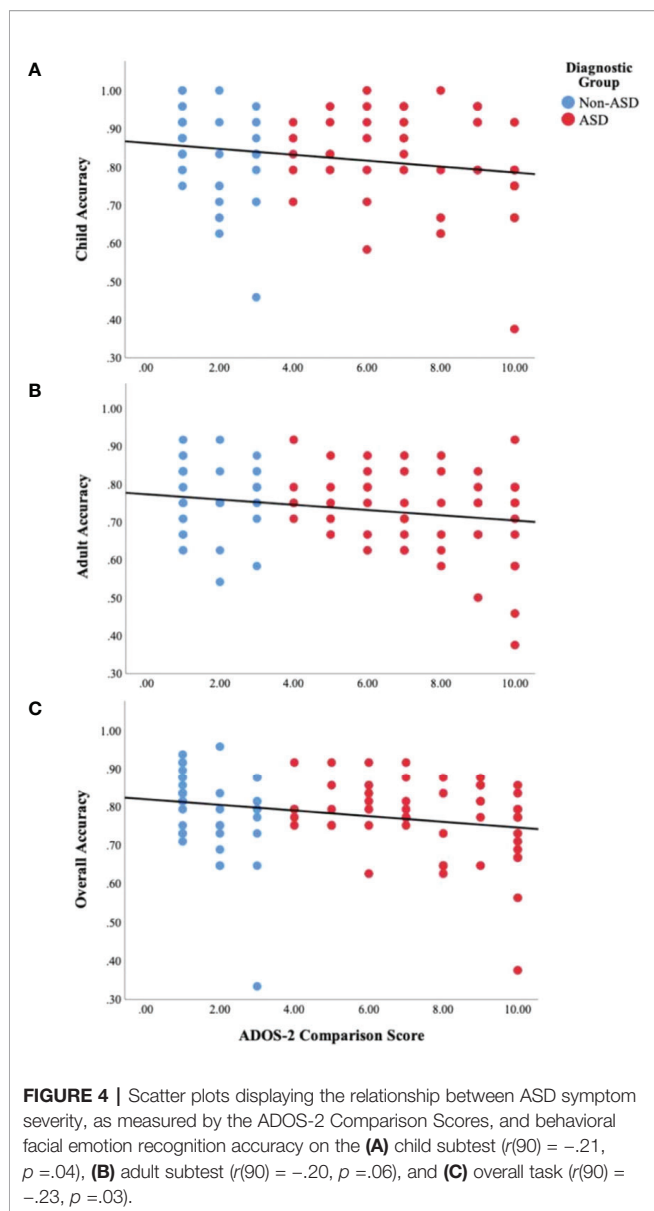 A
Diagnostic
Group
Non-ASD
ASD
1.00
.90
.80
.70
.60
.50
.40
.30
Child Accuracy
.00 2.00 4.00 6.00 8.00 10.00
B
1.00
.90
.80
.70
.60
.50
.40
.30
Adult Accuracy
.00 2.00 4.00 6.00 8.00 10.00
C
1.00
.90
.80
.70
.60
.50
.40
.30
Overall Accuracy
.00 2.00 4.00 6.00 8.00 10.00
ADOS-2 Comparison Score
FIGURE 4 | Scatter plots displaying the relationship between ASD symptom
severity, as measured by the ADOS-2 Comparison Scores, and behavioral
facial emotion recognition accuracy on the (A) child subtest (r(90) = −.21,
p =.04), (B) adult subtest (r(90) = −.20, p =.06), and (C) overall task (r(90) =
−.23, p =.03).